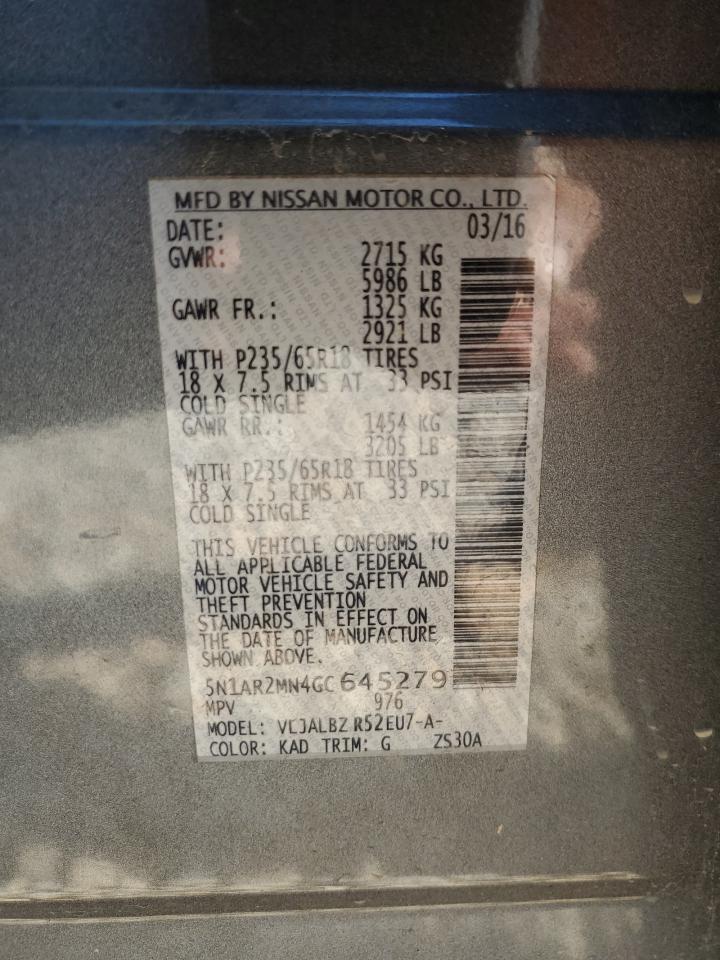 MFD BY NISSAN MOTOR CO., LTD.
DATE: 03/16
GVWR: 2715 KG
5986 LB
GAWR FR.: 1325 KG
2921 LB
WITH P235/65R18 TIRES
18 X 7.5 RIMS AT 33 PSI
COLD SINGLE
GAWR RR.: 1454 KG
3205 LB
WITH P235/65R18 TIRES
18 X 7.5 RIMS AT 33 PSI
COLD SINGLE
THIS VEHICLE CONFORMS TO
ALL APPLICABLE FEDERAL
MOTOR VEHICLE SAFETY AND
THEFT PREVENTION
STANDARDS IN EFFECT ON
THE DATE OF MANUFACTURE
SHOWN ABOVE.
5N1AR2MN4GC645279
MPV 976
MODEL: R52EU7-A-
COLOR: KAD TRIM: G ZS30A